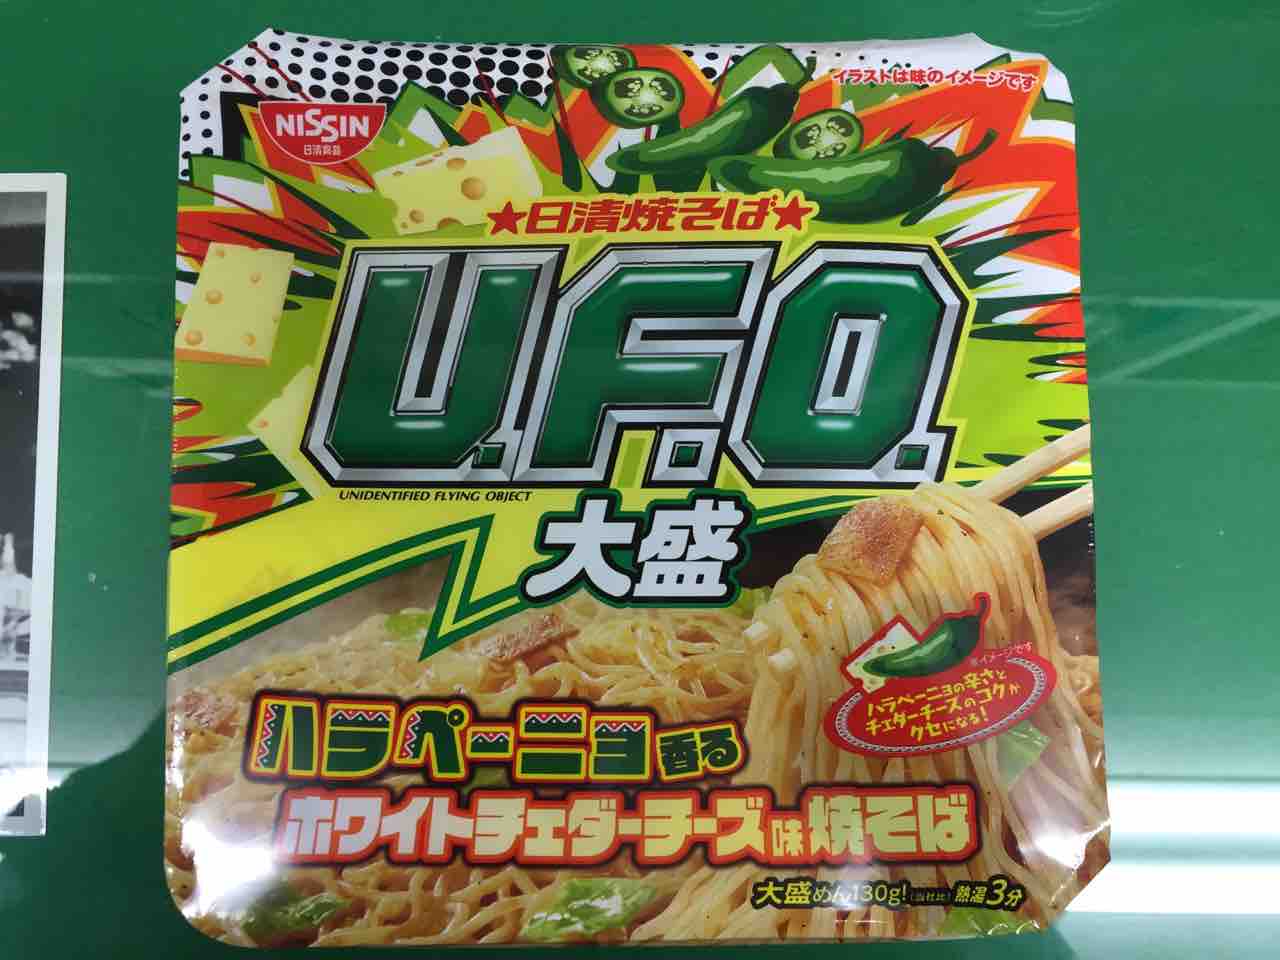 イラストは味のイメージです
NISSIN
日清食品
★日清焼そば★
U.F.O.
UNIDENTIFIED FLYING OBJECT
大盛
※イメージです
ハラペーニョの辛さと
チェダーチーズのコクが
クセになる!
ハラペーニョ香る
ホワイトチェダーチーズ味焼そば
大盛めん130g!(当社比) 熱湯3分